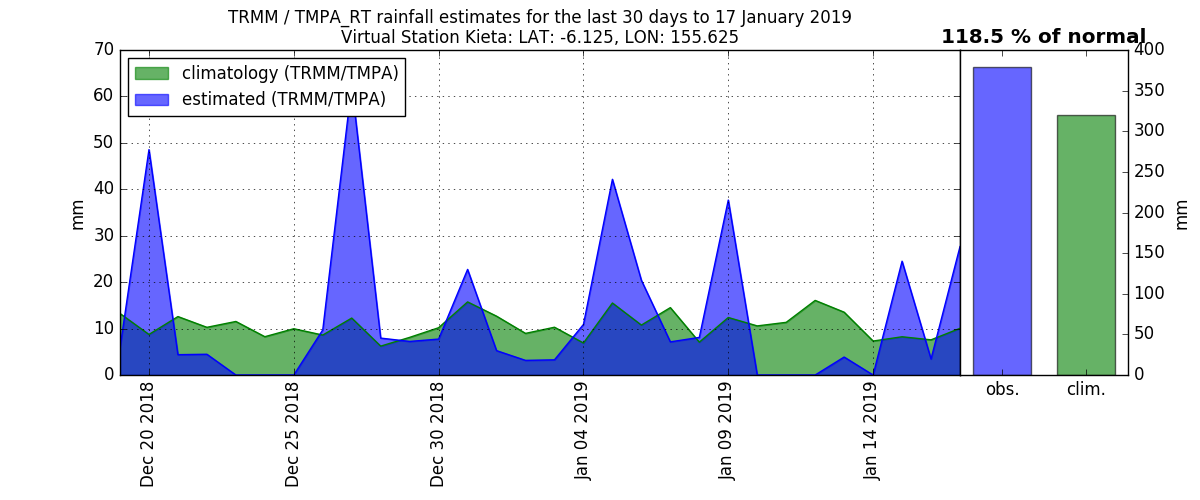 TRMM / TMPA_RT rainfall estimates for the last 30 days to 17 January 2019
Virtual Station Kieta: LAT: -6.125, LON: 155.625
118.5 % of normal
climatology (TRMM/TMPA)
estimated (TRMM/TMPA)
70
60
50
40
30
20
10
0
mm
Dec 20 2018
Dec 25 2018
Dec 30 2018
Jan 04 2019
Jan 09 2019
Jan 14 2019
obs.
clim.
400
350
300
250
200
150
100
50
0
mm